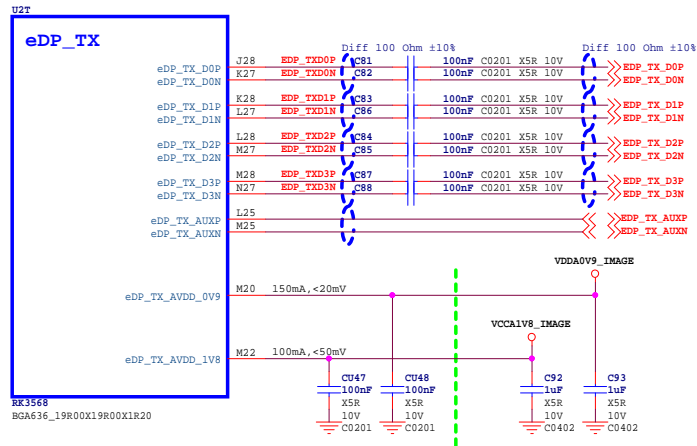 U2T
eDP_TX
Diff 100 Ohm ±10% Diff 100 Ohm ±10%
eDP_TX_D0P J28 EDP_TXD0P C81 100nF C0201 X5R 10V EDP_TX_D0P
eDP_TX_D0N K27 EDP_TXD0N C82 100nF C0201 X5R 10V EDP_TX_D0N
eDP_TX_D1P K28 EDP_TXD1P C83 100nF C0201 X5R 10V EDP_TX_D1P
eDP_TX_D1N L27 EDP_TXD1N C86 100nF C0201 X5R 10V EDP_TX_D1N
eDP_TX_D2P L28 EDP_TXD2P C84 100nF C0201 X5R 10V EDP_TX_D2P
eDP_TX_D2N M27 EDP_TXD2N C85 100nF C0201 X5R 10V EDP_TX_D2N
eDP_TX_D3P M28 EDP_TXD3P C87 100nF C0201 X5R 10V EDP_TX_D3P
eDP_TX_D3N N27 EDP_TXD3N C88 100nF C0201 X5R 10V EDP_TX_D3N
eDP_TX_AUXP L25 EDP_TX_AUXP
eDP_TX_AUXN M25 EDP_TX_AUXN
VDDA0V9_IMAGE
eDP_TX_AVDD_0V9 M20 150mA,<20mV
VCCA1V8_IMAGE
eDP_TX_AVDD_1V8 M22 100mA,<50mV
CU47 CU48 C92 C93
100nF 100nF 1uF 1uF
X5R X5R X5R X5R
10V 10V 10V 10V
C0201 C0201 C0402 C0402
RK3568
BGA636_19R00X19R00X1R20